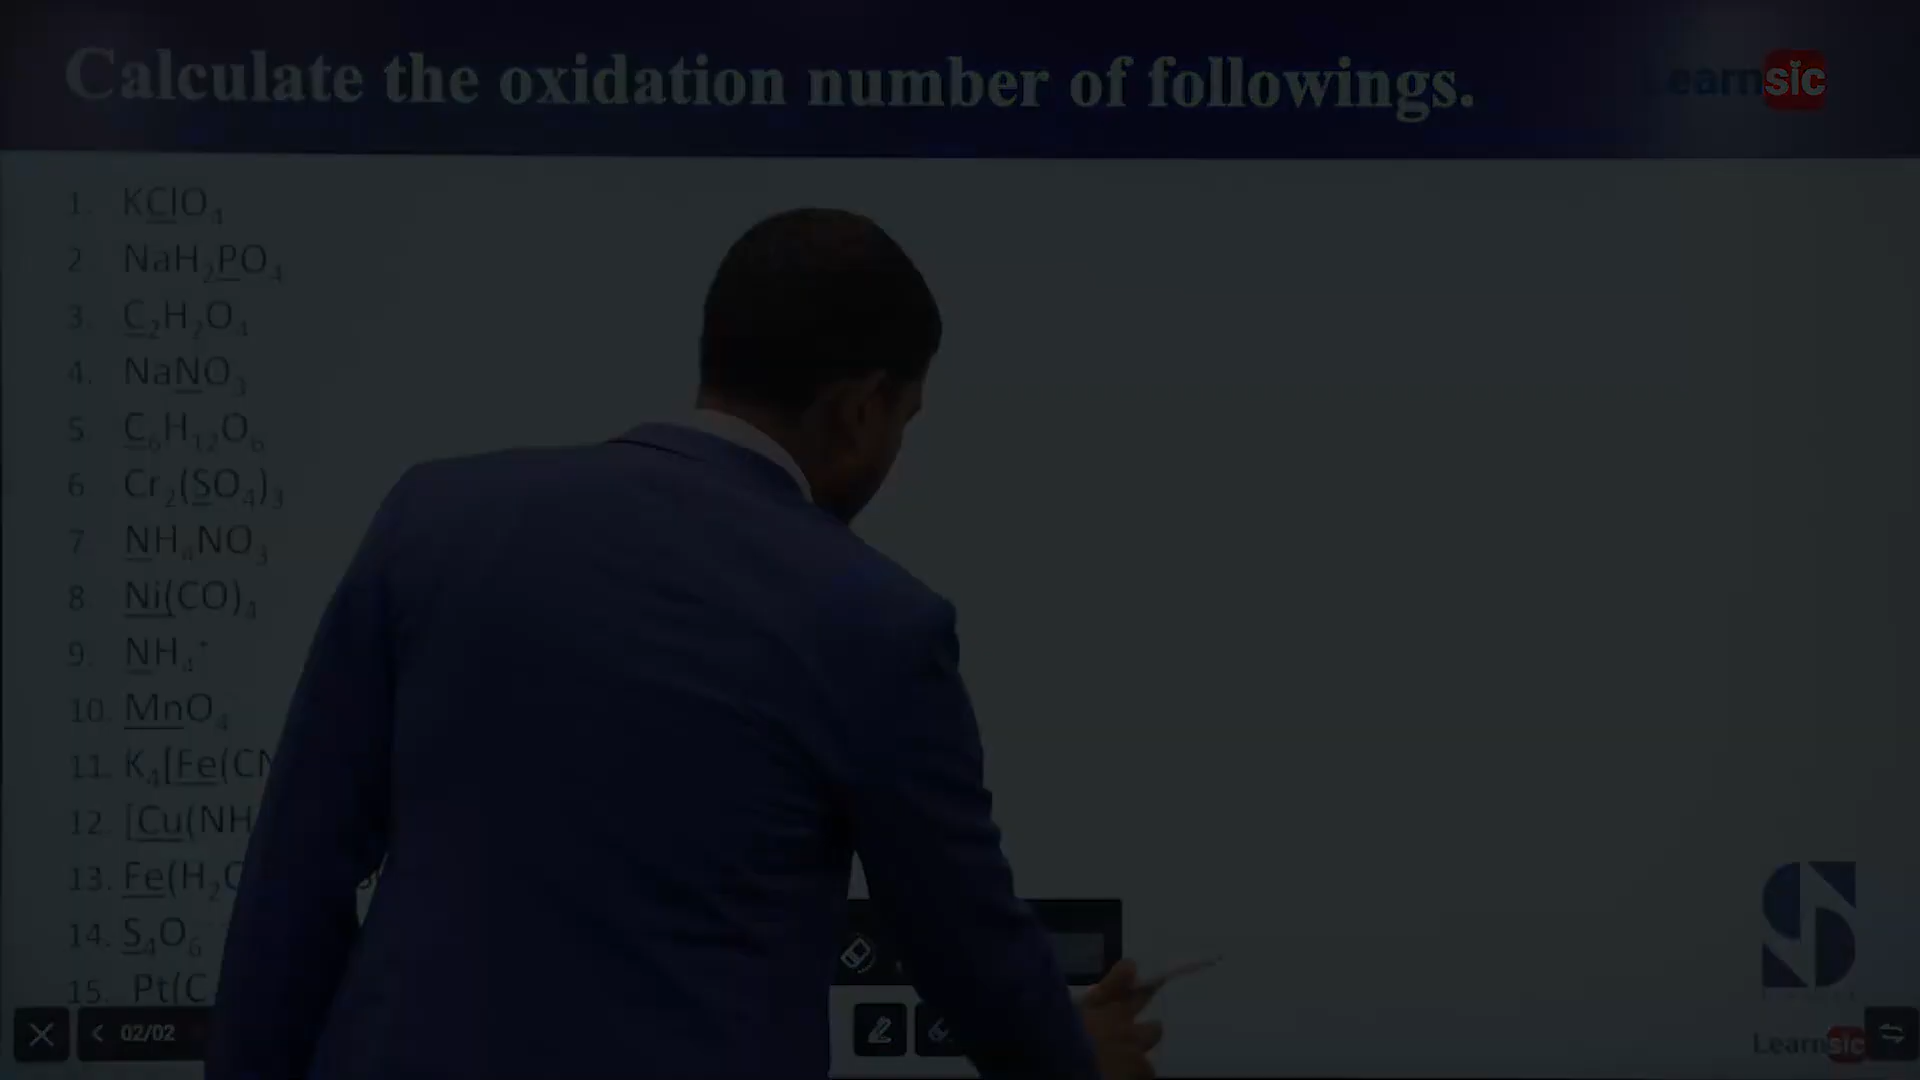 Calculate the oxidation number of followings.
Learnsic
1. KClO₄
2. NaH₂PO₄
3. C₂H₂O₄
4. NaNO₃
5. C₆H₁₂O₆
6. Cr₂(SO₄)₃
7. NH₄NO₃
8. Ni(CO)₄
9. NH₄⁺
10. MnO₄
11. K₄[Fe(CN
12. [Cu(NH
13. Fe(H₂O
14. S₄O₆
15. Pt(C
02/02
Learnsic